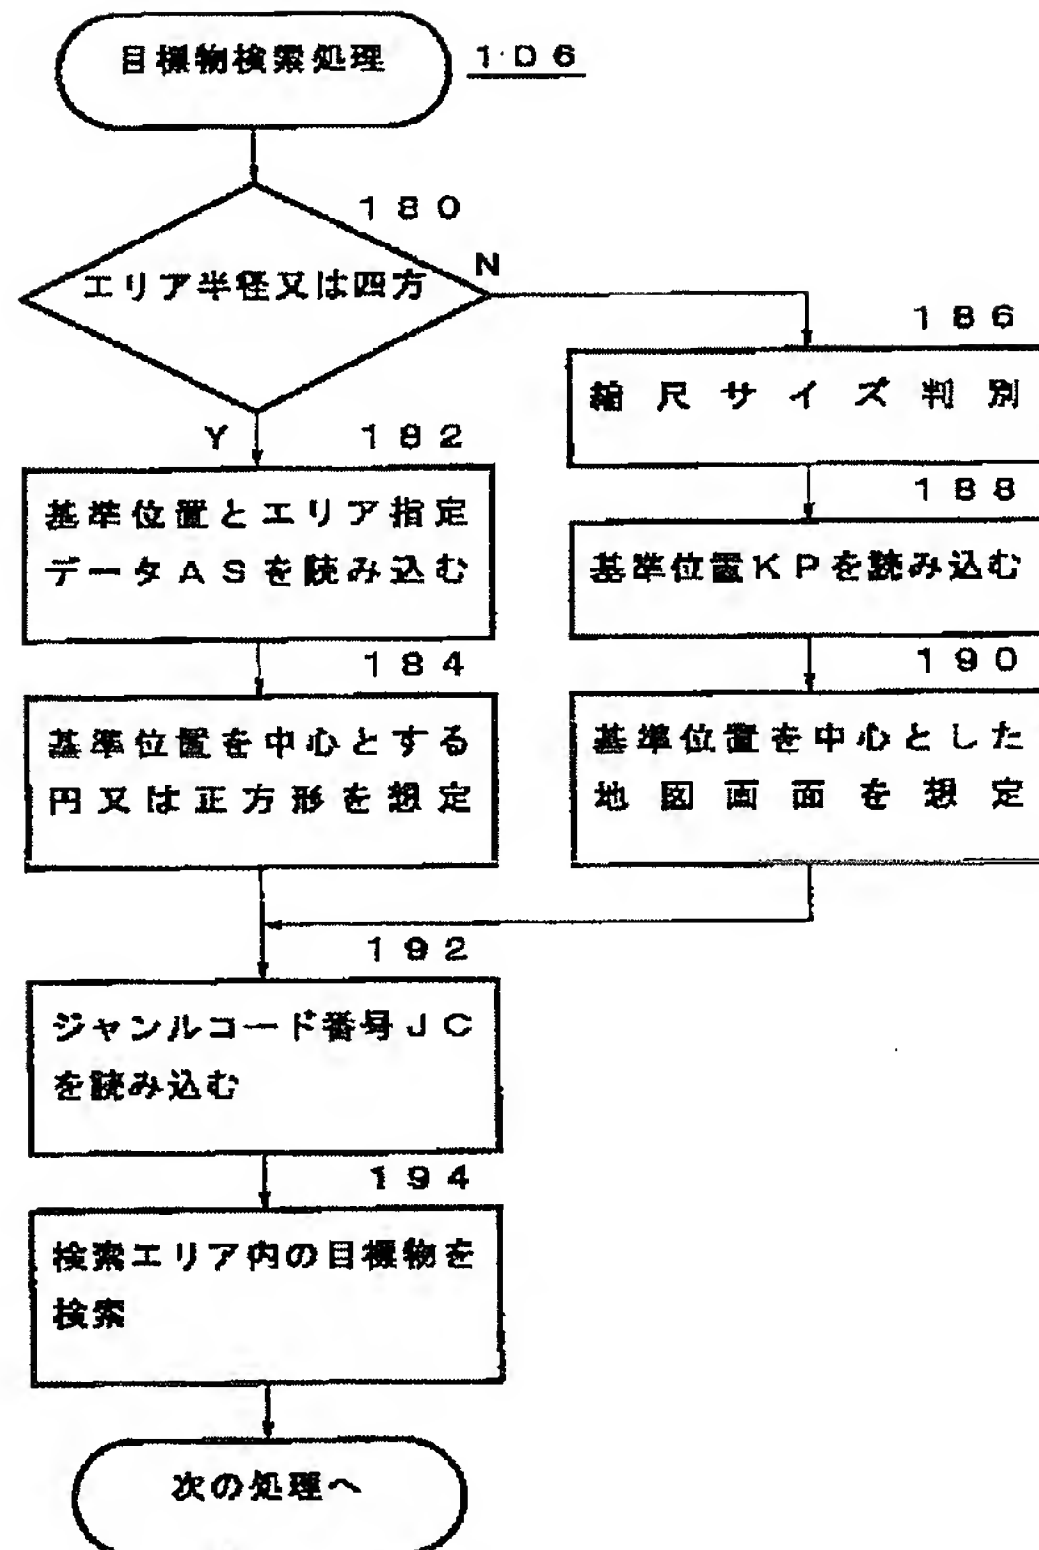 目標物検索処理 1D6
180
エリア半径又は四方
N
Y
182
基準位置とエリア指定
データASを読み込む
184
基準位置を中心とする
円又は正方形を想定
186
縮尺サイズ判別
188
基準位置KPを読み込む
190
基準位置を中心とした
地図画面を想定
192
ジャンルコード番号JC
を読み込む
194
検索エリア内の目標物を
検索
次の処理へ